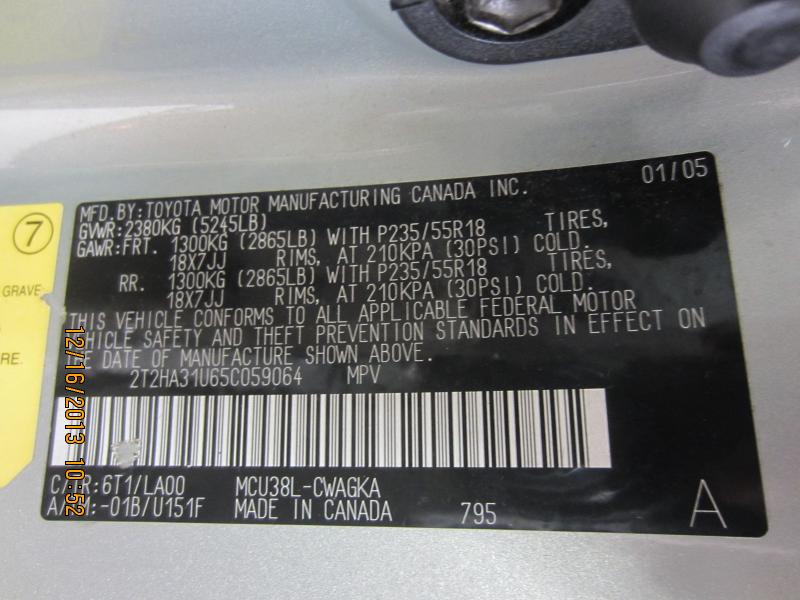 MFD.BY:TOYOTA MOTOR MANUFACTURING CANADA INC. 01/05
GVWR:2380KG (5245LB)
GAWR:FRT. 1300KG (2865LB) WITH P235/55R18 TIRES,
18X7JJ RIMS, AT 210KPA (30PSI) COLD.
RR. 1300KG (2865LB) WITH P235/55R18 TIRES,
18X7JJ RIMS, AT 210KPA (30PSI) COLD.
THIS VEHICLE CONFORMS TO ALL APPLICABLE FEDERAL MOTOR
VEHICLE SAFETY AND THEFT PREVENTION STANDARDS IN EFFECT ON
THE DATE OF MANUFACTURE SHOWN ABOVE.
2T2HA31U65C059064 MPV
C/TR:6T1/LA00 MCU38L-CWAGKA
A/TM:-01B/U151F MADE IN CANADA 795 A
7
GRAVE
RE.
12/16/2013 10:52